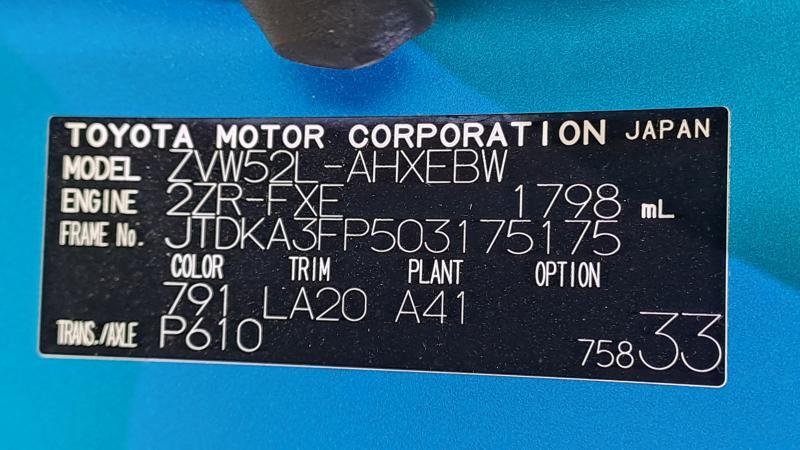 TOYOTA MOTOR CORPORATION JAPAN
MODEL ZVW52L-AHXEBW
ENGINE 2ZR-FXE 1798 mL
FRAME No. JTDKA3FP503175175
COLOR TRIM PLANT OPTION
791 LA20 A41
TRANS./AXLE P610
758 33